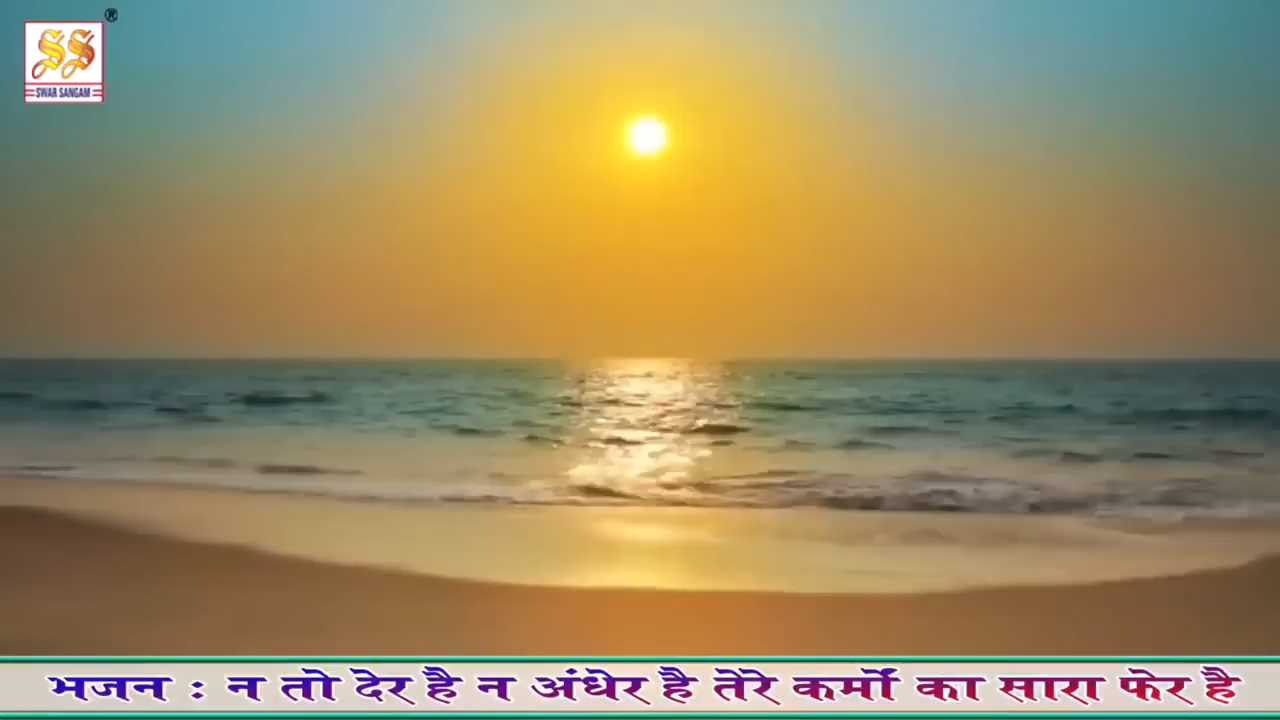 ®
SS
SWAR SANGAM
भजन : न तो देर है न अंधेर है तेरे कर्मों का सारा फेर है